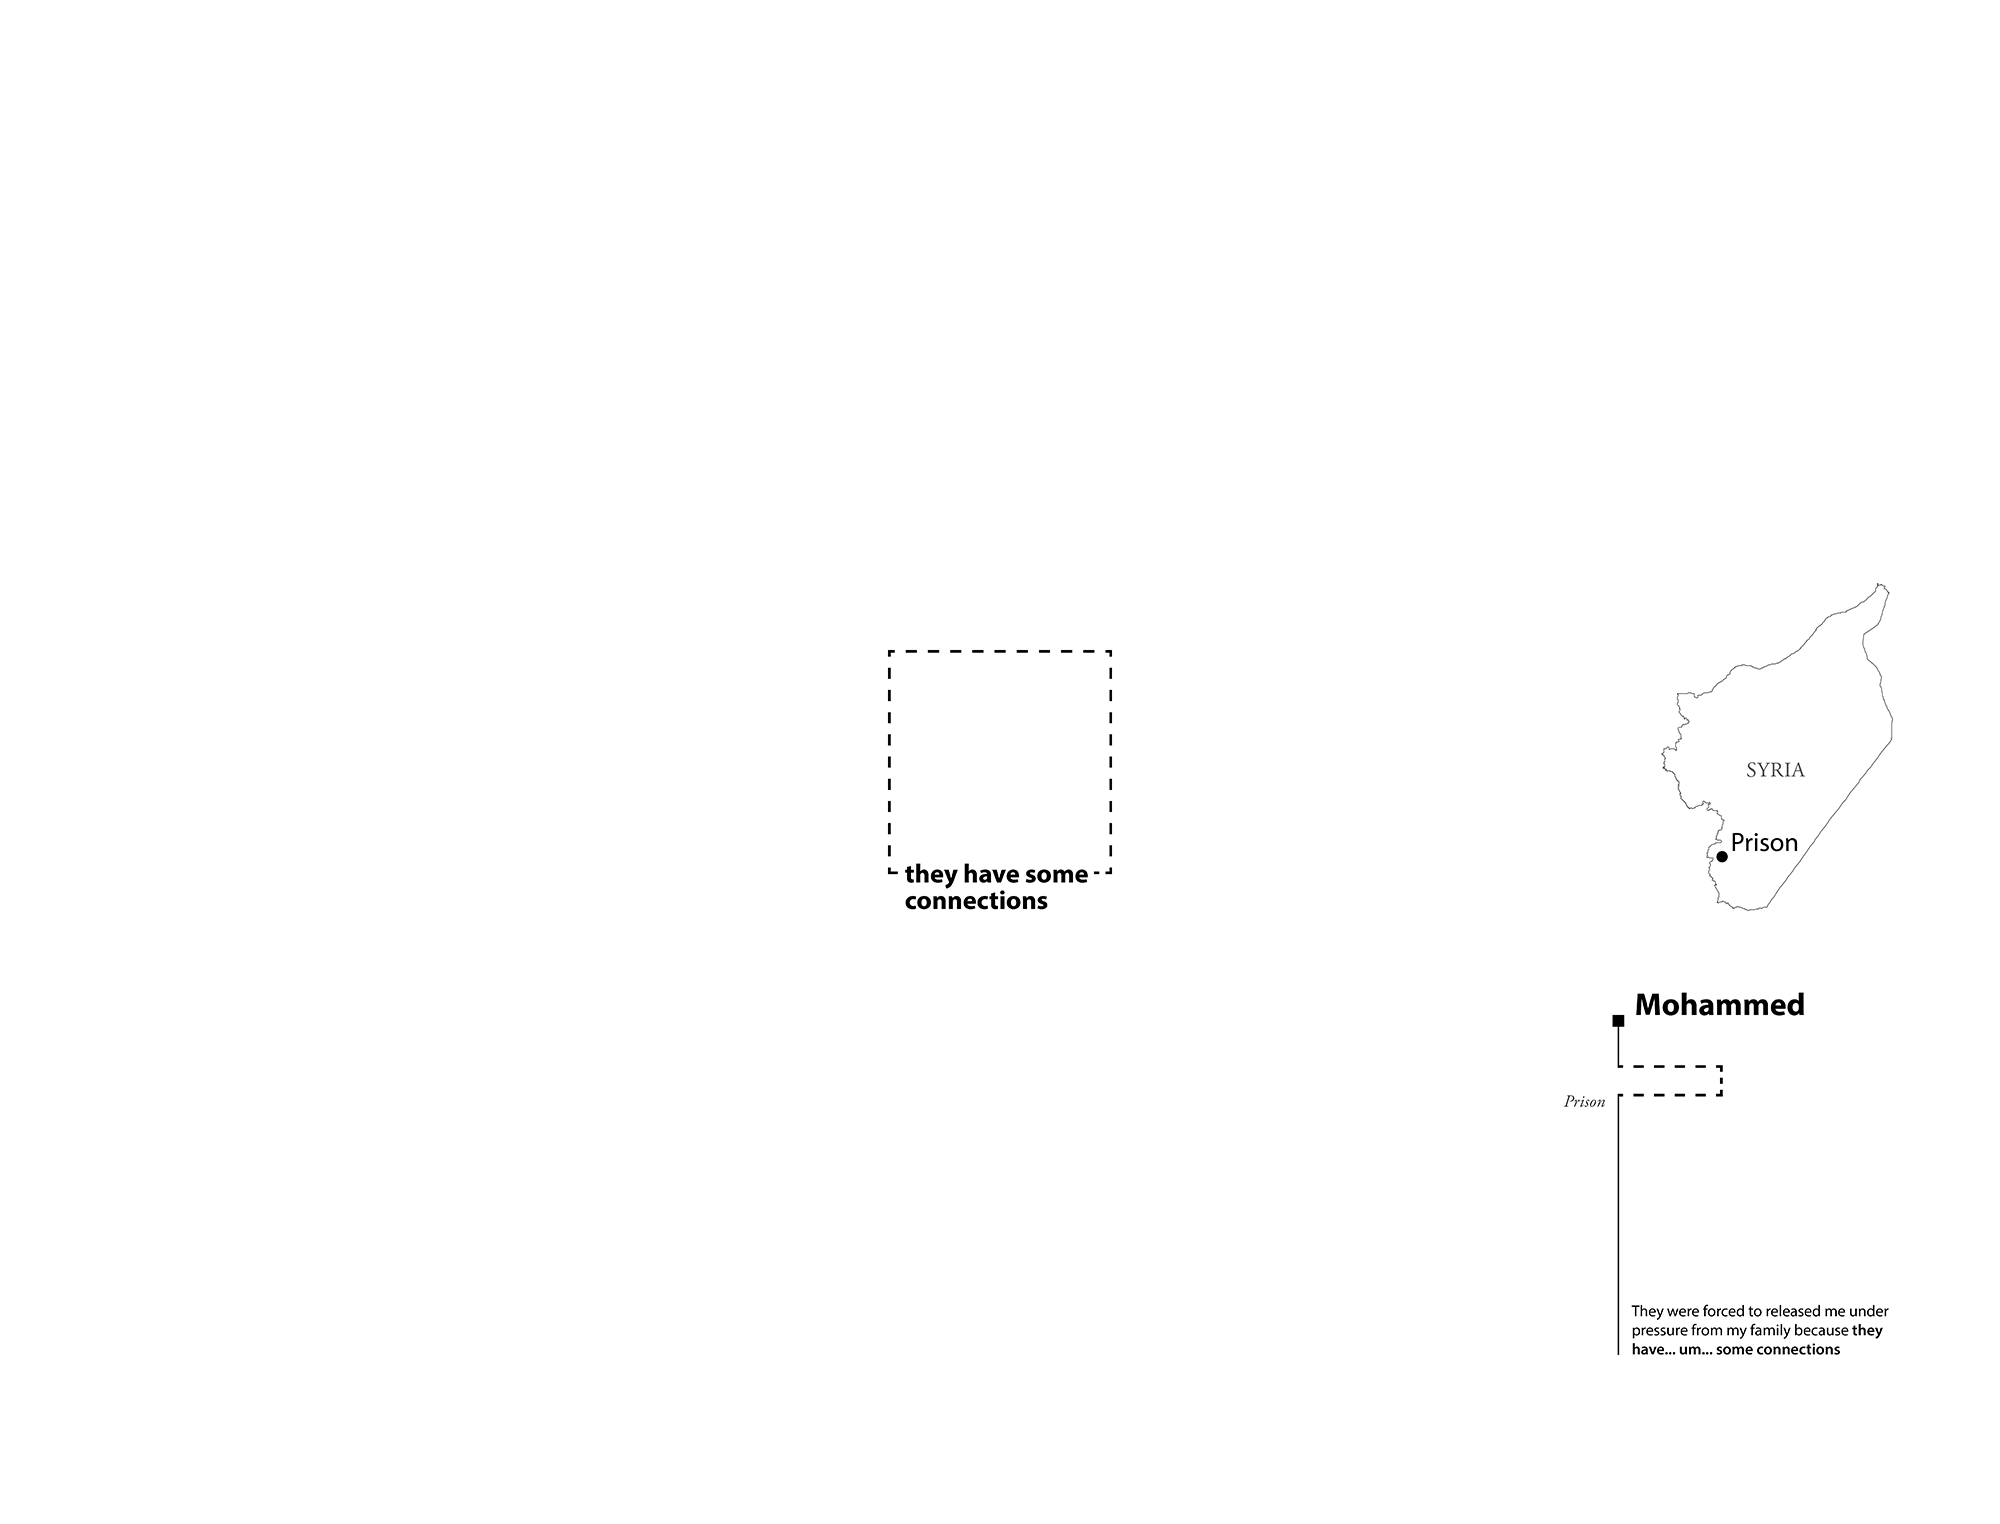 they have some
connections
SYRIA
Prison
Mohammed
Prison
They were forced to released me under
pressure from my family because they
have... um... some connections